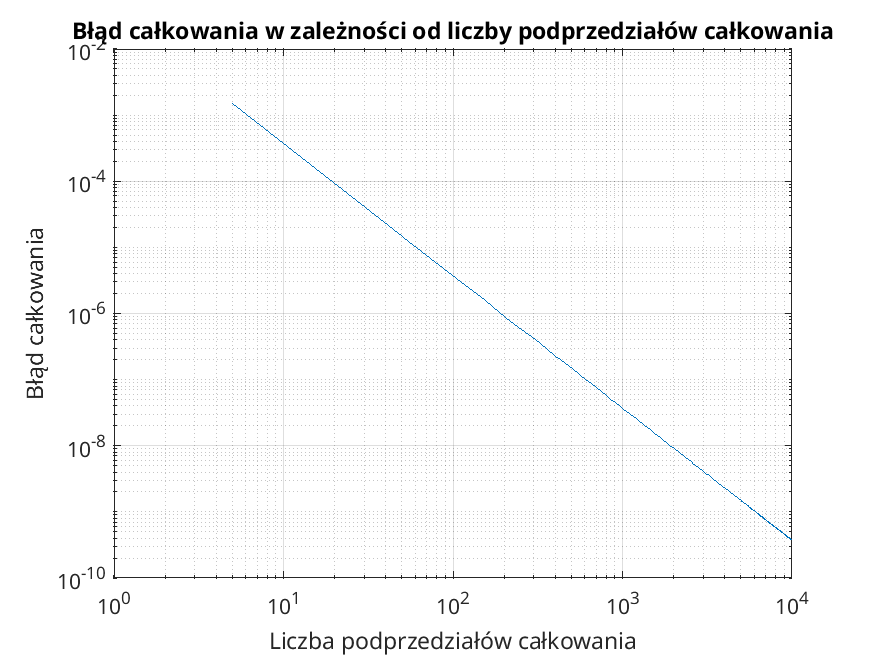 Błąd całkowania w zależności od liczby podprzedziałów całkowania
10^-2
10^-4
10^-6
10^-8
10^-10
10^0 10^1 10^2 10^3 10^4
Błąd całkowania
Liczba podprzedziałów całkowania